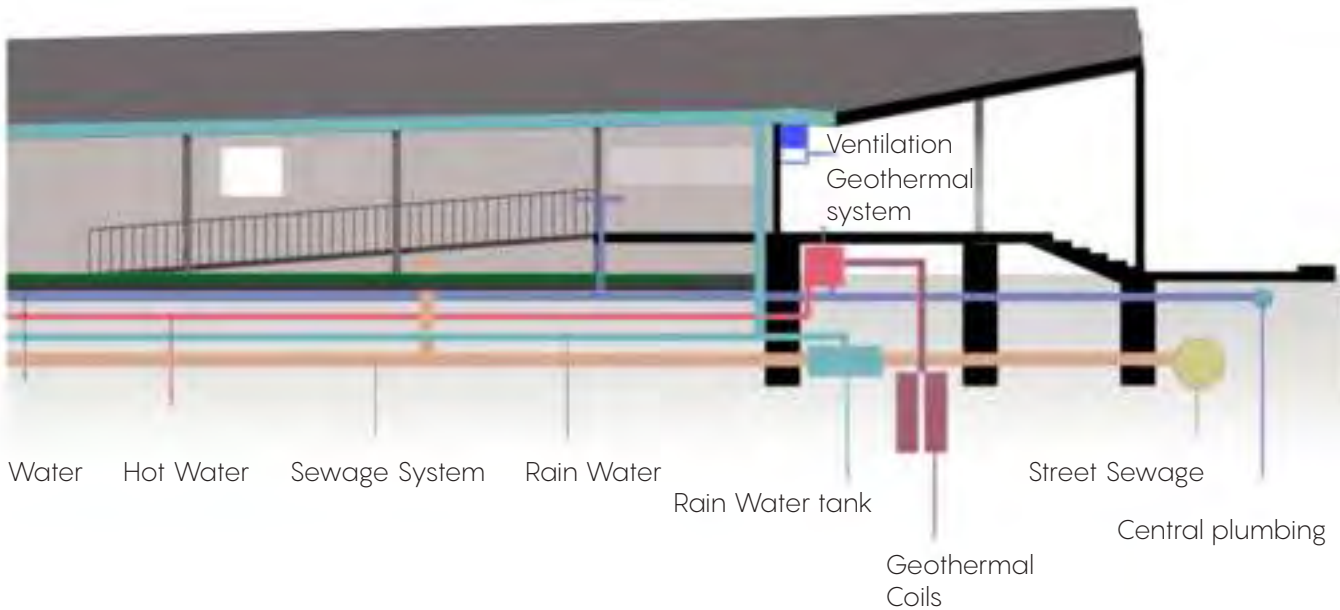 Ventilation
Geothermal
system
Water
Hot Water
Sewage System
Rain Water
Street Sewage
Rain Water tank
Central plumbing
Geothermal
Coils